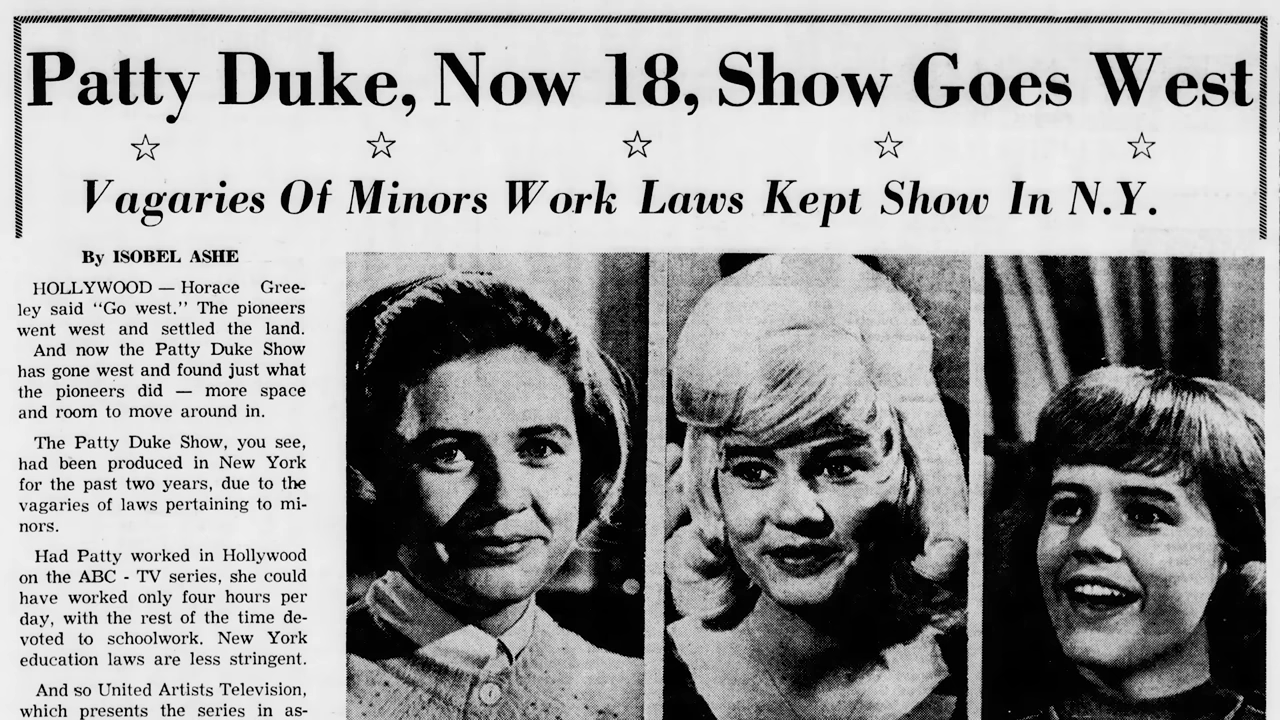 Patty Duke, Now 18, Show Goes West
Vagaries Of Minors Work Laws Kept Show In N.Y.
By ISOBEL ASHE
HOLLYWOOD — Horace Gree-
ley said "Go west." The pioneers
went west and settled the land.
And now the Patty Duke Show
has gone west and found just what
the pioneers did — more space
and room to move around in.
The Patty Duke Show, you see,
had been produced in New York
for the past two years, due to the
vagaries of laws pertaining to mi-
nors.
Had Patty worked in Hollywood
on the ABC - TV series, she could
have worked only four hours per
day, with the rest of the time de-
voted to schoolwork. New York
education laws are less stringent.
And so United Artists Television,
which presents the series in as-